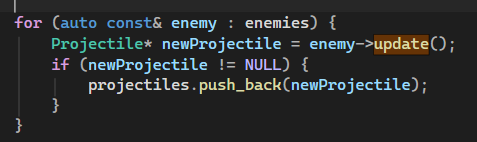 for (auto const& enemy : enemies) {
    Projectile* newProjectile = enemy->update();
    if (newProjectile != NULL) {
        projectiles.push_back(newProjectile);
    }
}